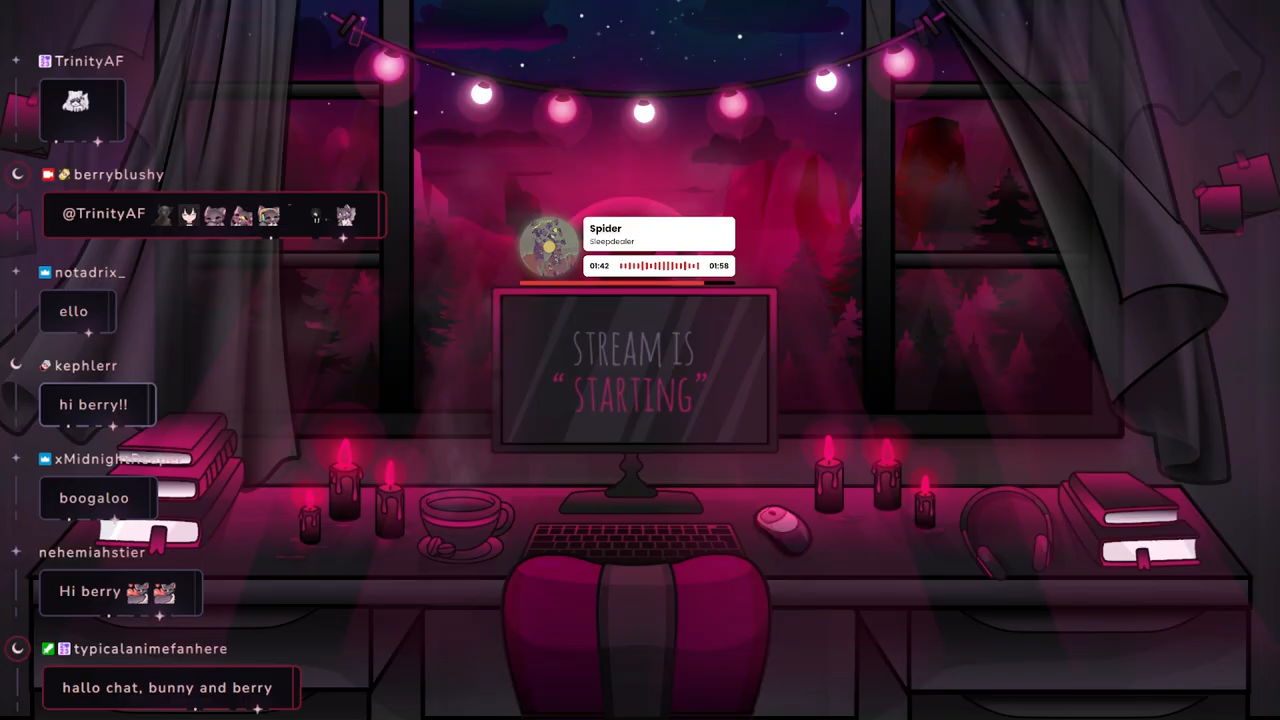 TrinityAF
berryblushy
@TrinityAF
notadrix_
ello
kephlerr
hi berry!!
xMidnightReaper
boogaloo
nehemiahstier
Hi berry
typicalanimefanhere
hallo chat, bunny and berry
Spider
Sleepdealer
01:42 01:58
STREAM IS
“ STARTING”